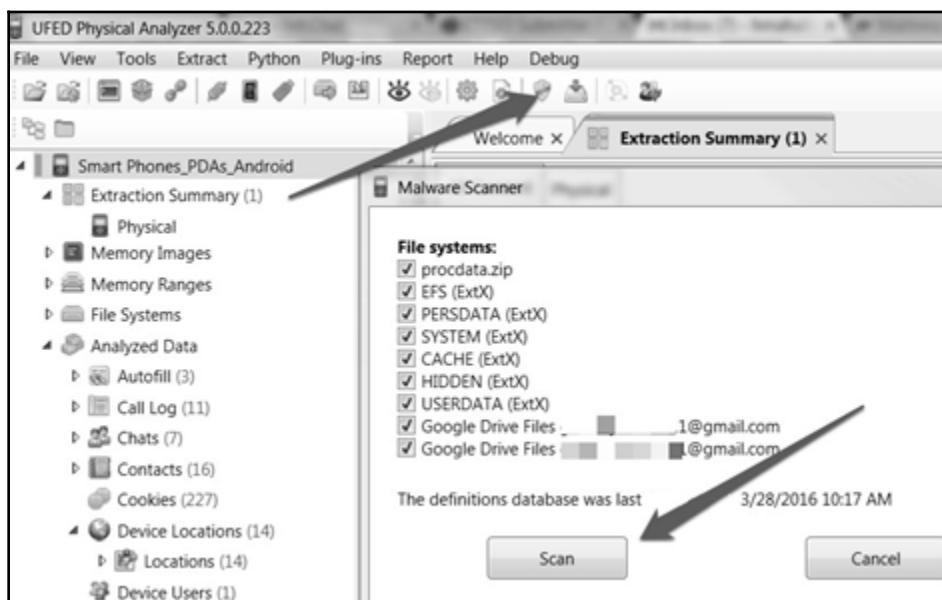 UFED Physical Analyzer 5.0.0.223
File View Tools Extract Python Plug-ins Report Help Debug
Welcome × Extraction Summary (1) ×
Smart Phones_PDAs_Android
Extraction Summary (1)
Physical
Memory Images
Memory Ranges
File Systems
Analyzed Data
Autofill (3)
Call Log (11)
Chats (7)
Contacts (16)
Cookies (227)
Device Locations (14)
Locations (14)
Device Users (1)
Malware Scanner
File systems:
procdata.zip
EFS (ExtX)
PERSDATA (ExtX)
SYSTEM (ExtX)
CACHE (ExtX)
HIDDEN (ExtX)
USERDATA (ExtX)
Google Drive Files 1@gmail.com
Google Drive Files 1@gmail.com
The definitions database was last 3/28/2016 10:17 AM
Scan Cancel